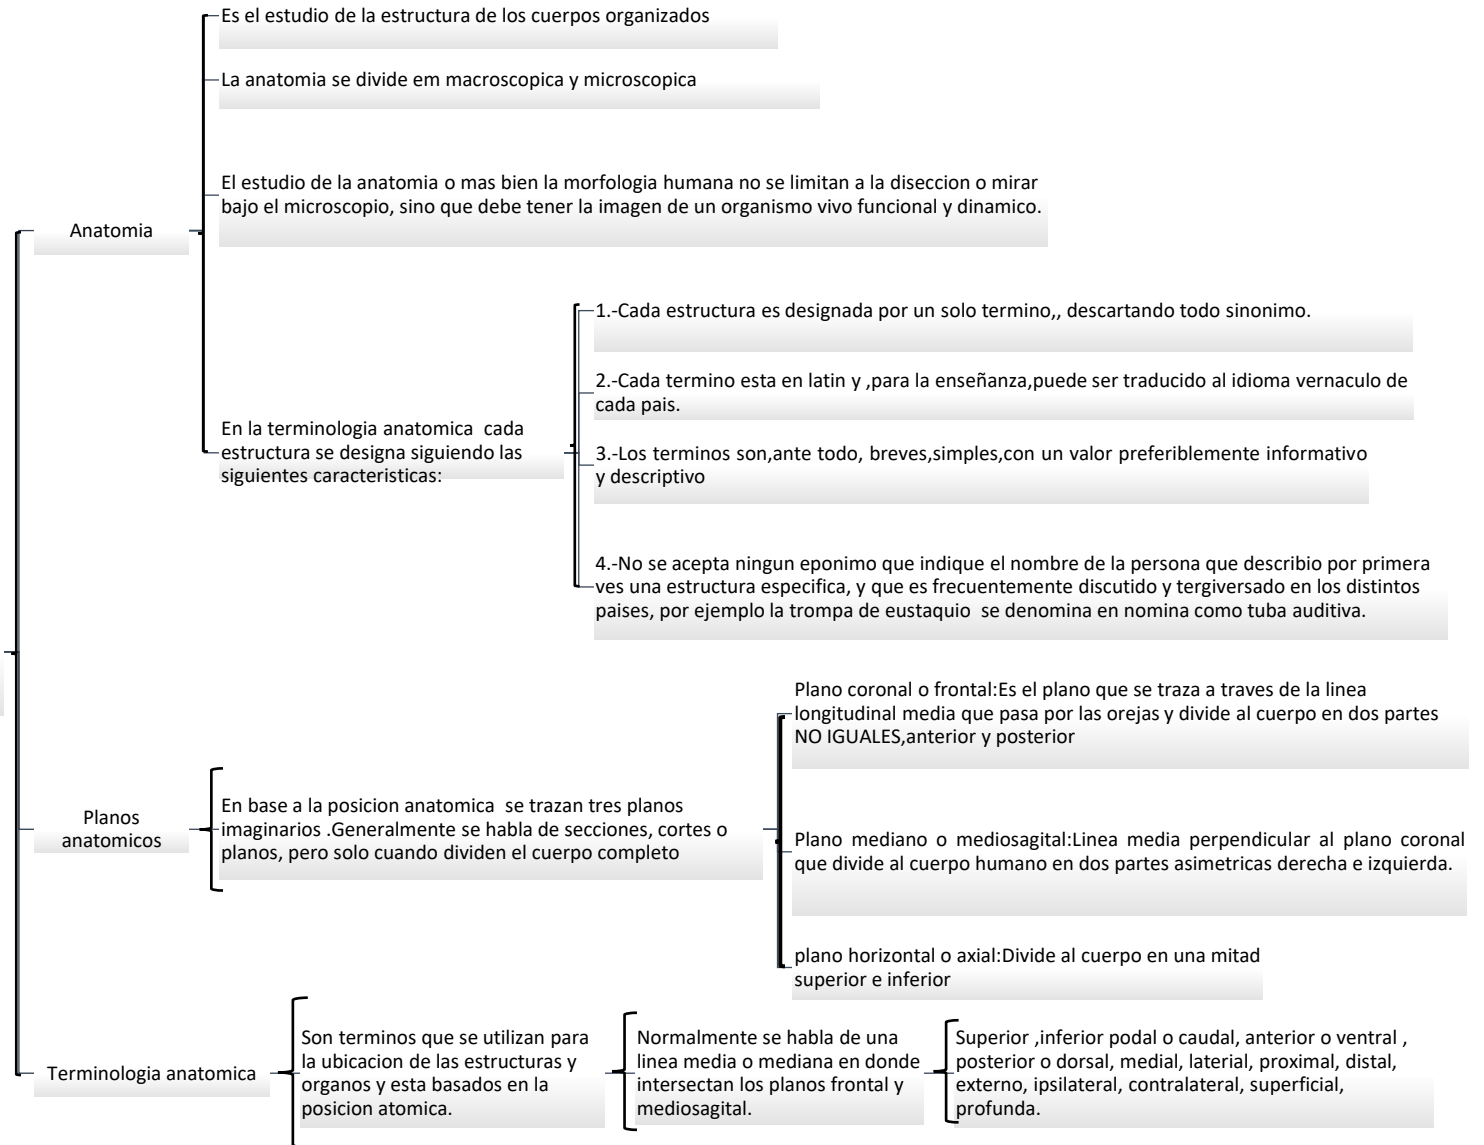 Es el estudio de la estructura de los cuerpos organizados
La anatomia se divide em macroscopica y microscopica
El estudio de la anatomia o mas bien la morfologia humana no se limitan a la diseccion o mirar
bajo el microscopio, sino que debe tener la imagen de un organismo vivo funcional y dinamico.
Anatomia
1.-Cada estructura es designada por un solo termino,, descartando todo sinonimo.
2.-Cada termino esta en latin y ,para la enseñanza,puede ser traducido al idioma vernaculo de
cada pais.
En la terminologia anatomica cada
estructura se designa siguiendo las
siguientes caracteristicas:
3.-Los terminos son,ante todo, breves,simples,con un valor preferiblemente informativo
y descriptivo
4.-No se acepta ningun eponimo que indique el nombre de la persona que describio por primera
ves una estructura especifica, y que es frecuentemente discutido y tergiversado en los distintos
paises, por ejemplo la trompa de eustaquio se denomina en nomina como tuba auditiva.
Plano coronal o frontal:Es el plano que se traza a traves de la linea
longitudinal media que pasa por las orejas y divide al cuerpo en dos partes
NO IGUALES,anterior y posterior
Planos
anatomicos
En base a la posicion anatomica se trazan tres planos
imaginarios .Generalmente se habla de secciones, cortes o
planos, pero solo cuando dividen el cuerpo completo
Plano mediano o mediosagital:Linea media perpendicular al plano coronal
que divide al cuerpo humano en dos partes asimetricas derecha e izquierda.
plano horizontal o axial:Divide al cuerpo en una mitad
superior e inferior
Terminologia anatomica
Son terminos que se utilizan para
la ubicacion de las estructuras y
organos y esta basados en la
posicion atomica.
Normalmente se habla de una
linea media o mediana en donde
intersectan los planos frontal y
mediosagital.
Superior ,inferior podal o caudal, anterior o ventral ,
posterior o dorsal, medial, laterial, proximal, distal,
externo, ipsilateral, contralateral, superficial,
profunda.